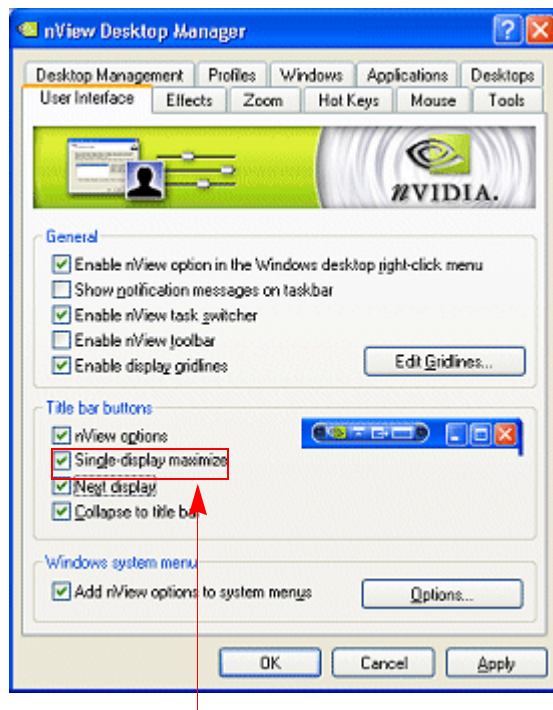 nView Desktop Manager
Desktop Management Profiles Windows Applications Desktops
User Interface Effects Zoom Hot Keys Mouse Tools
nVIDIA.
General
Enable nView option in the Windows desktop right-click menu
Show notification messages on taskbar
Enable nView task switcher
Enable nView toolbar
Enable display gridlines
Edit Gridlines...
Title bar buttons
nView options
Single-display maximize
Next display
Collapse to title bar
Windows system menu
Add nView options to system menus
Options...
OK Cancel Apply